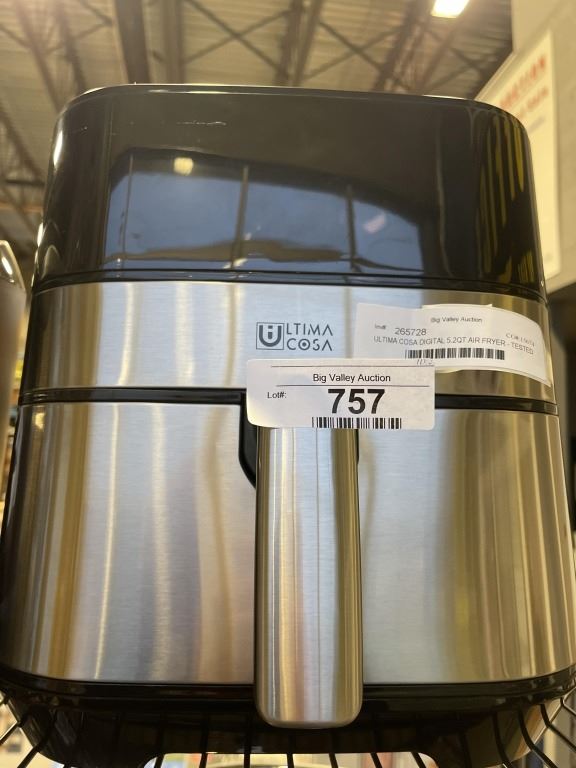 ULTIMA
COSA
Big Valley Auction
Inv#: 265728
ULTIMA COSA DIGITAL 5.2QT AIR FRYER - TESTED
Big Valley Auction
Lot#: 757